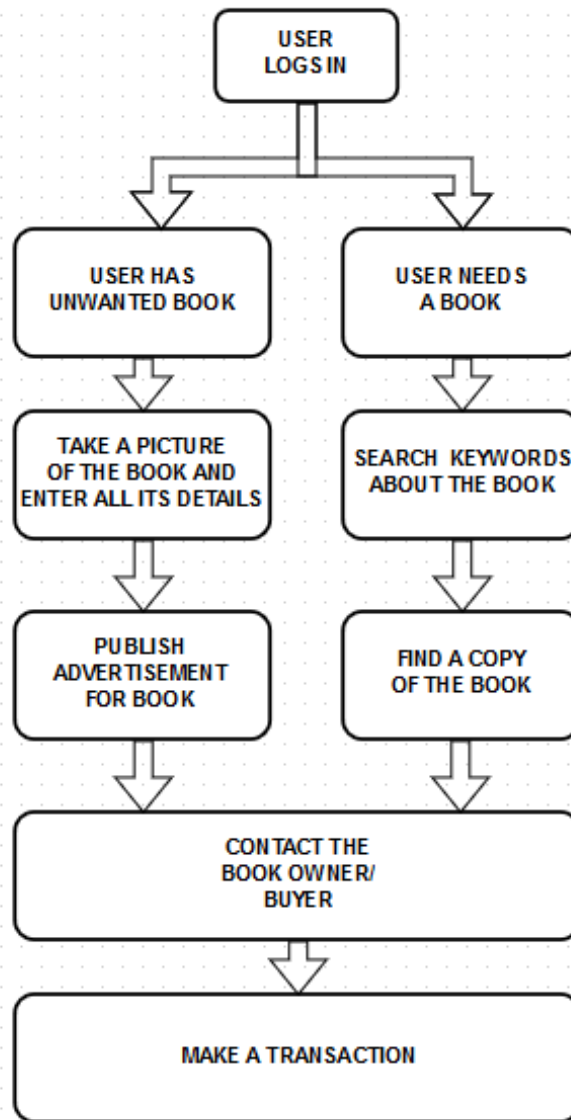 USER
LOGS IN
USER HAS
UNWANTED BOOK
USER NEEDS
A BOOK
TAKE A PICTURE
OF THE BOOK AND
ENTER ALL ITS DETAILS
SEARCH KEYWORDS
ABOUT THE BOOK
PUBLISH
ADVERTISEMENT
FOR BOOK
FIND A COPY
OF THE BOOK
CONTACT THE
BOOK OWNER/
BUYER
MAKE A TRANSACTION